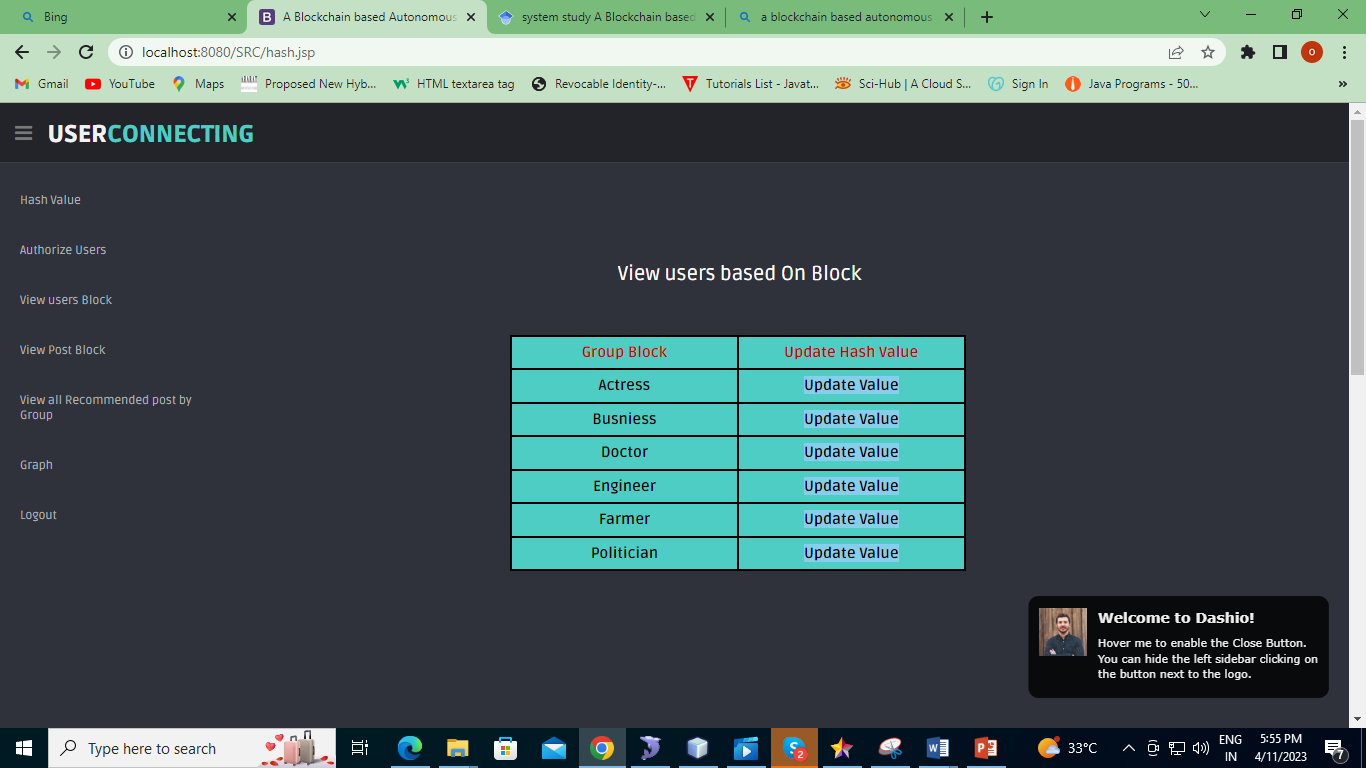 Bing
A Blockchain based Autonomous
system study A Blockchain based
a blockchain based autonomous
localhost:8080/SRC/hash.jsp
O
Gmail
YouTube
Maps
Proposed New Hyb...
HTML textarea tag
Revocable Identity-...
Tutorials List - Javat...
Sci-Hub | A Cloud S...
Sign In
Java Programs - 50...
»
USERCONNECTING
Hash Value
Authorize Users
View users Block
View Post Block
View all Recommended post by
Group
Graph
Logout
View users based On Block
Group Block Update Hash Value
Actress Update Value
Busniess Update Value
Doctor Update Value
Engineer Update Value
Farmer Update Value
Politician Update Value
Welcome to Dashio!
Hover me to enable the Close Button.
You can hide the left sidebar clicking on
the button next to the logo.
Type here to search
33°C
ENG
IN
5:55 PM
4/11/2023
7